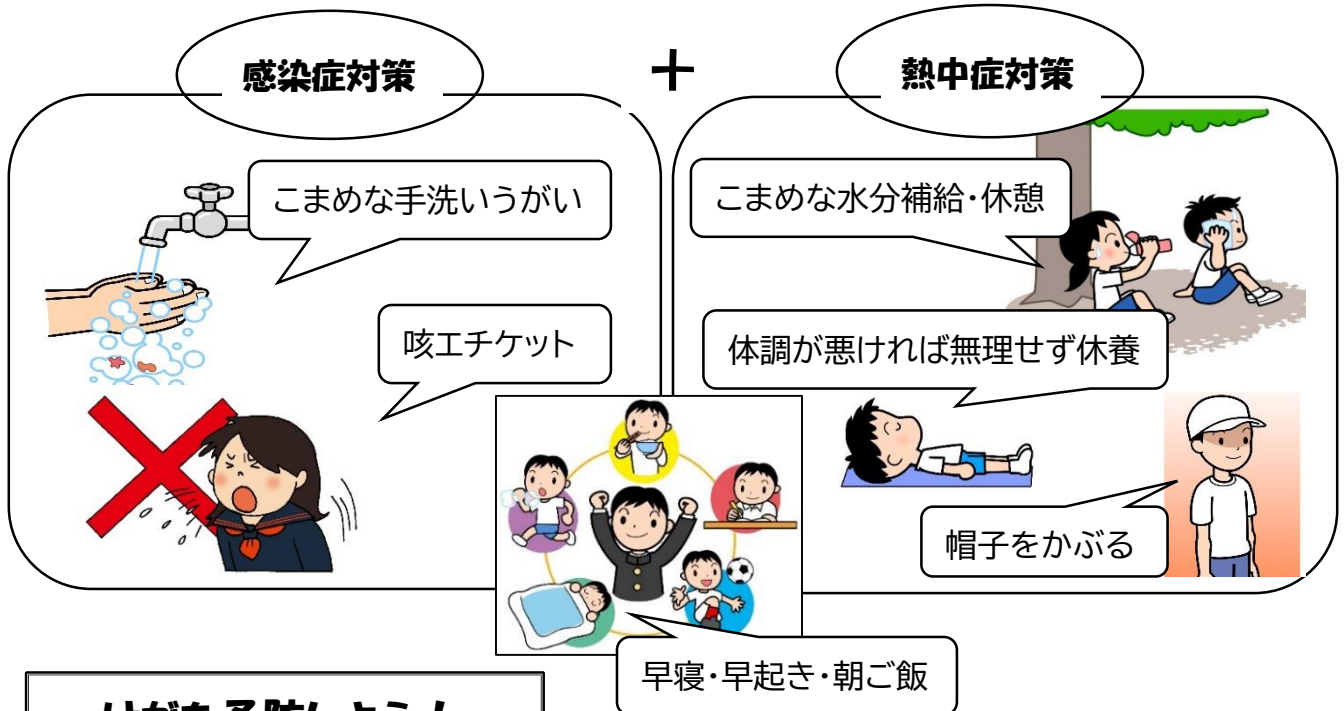 感染症対策
+
熱中症対策
こまめな手洗いうがい
咳エチケット
こまめな水分補給・休憩
体調が悪ければ無理せず休養
帽子をかぶる
早寝・早起き・朝ご飯